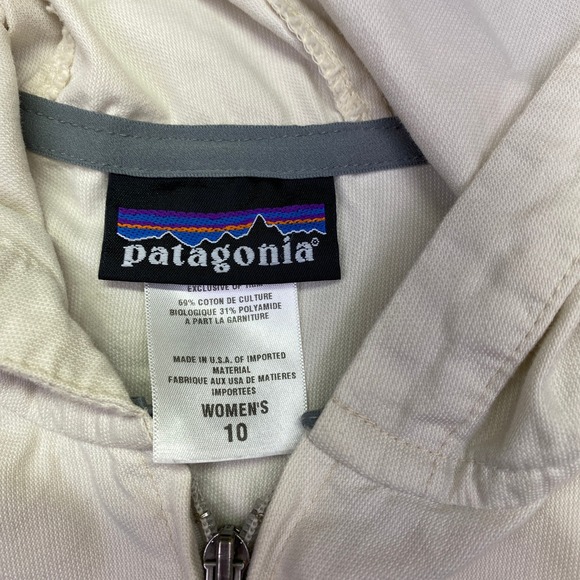 patagonia®
EXCLUSIVE OF TRIM
69% COTON DE CULTURE
BIOLOGIQUE 31% POLYAMIDE
A PART LA GARNITURE
MADE IN U.S.A. OF IMPORTED
MATERIAL
FABRIQUE AUX USA DE MATIERES
IMPORTEES
WOMEN'S
10